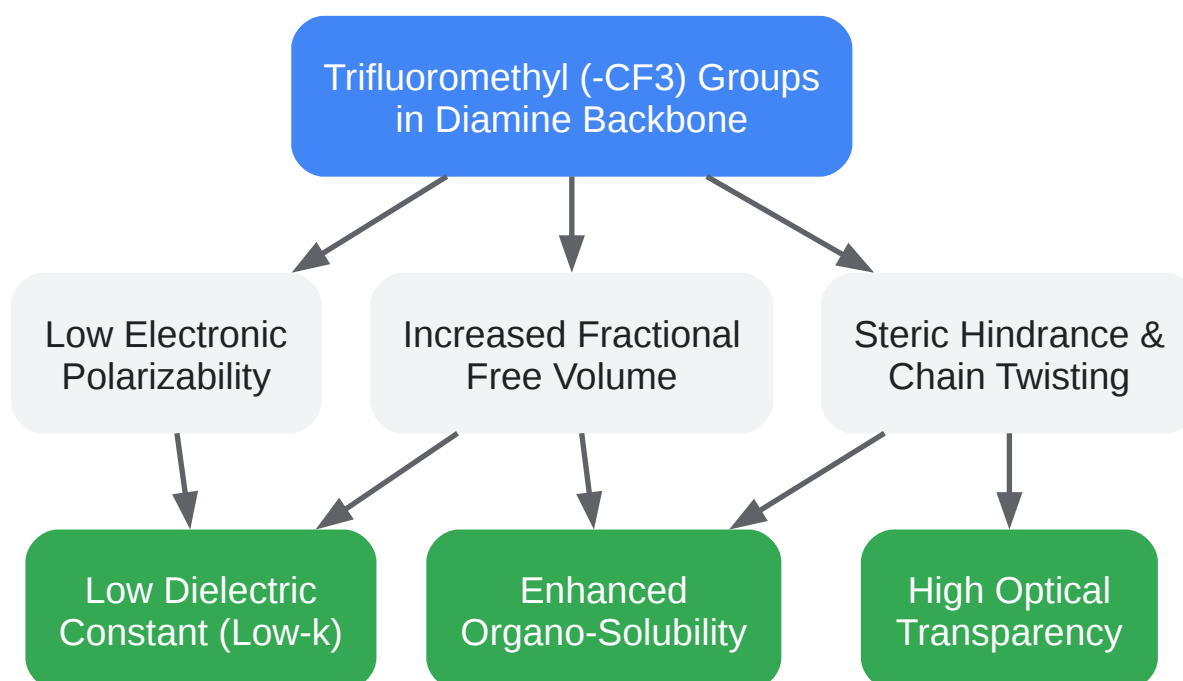 Trifluoromethyl (-CF3) Groups
in Diamine Backbone
Low Electronic
Polarizability
Increased Fractional
Free Volume
Steric Hindrance &
Chain Twisting
Low Dielectric
Constant (Low-k)
Enhanced
Organo-Solubility
High Optical
Transparency